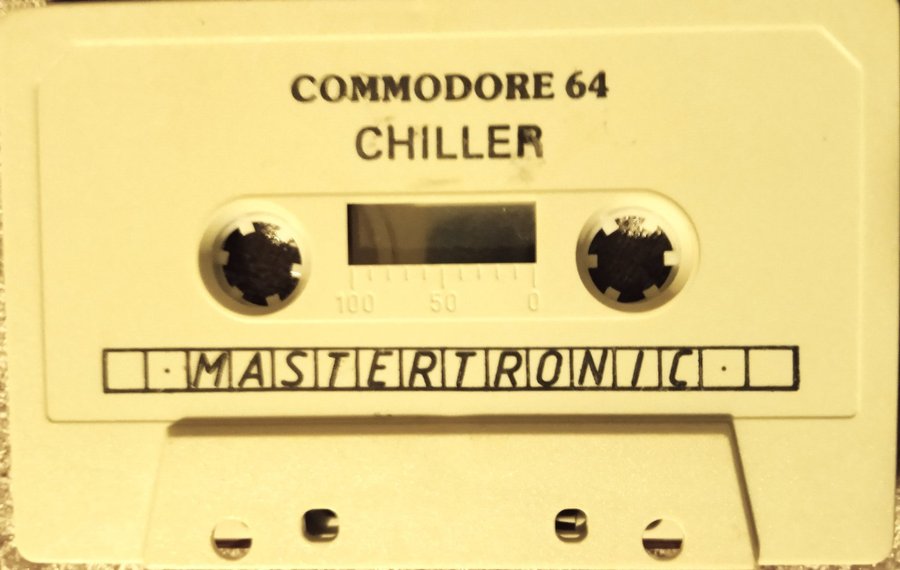 COMMODORE 64
CHILLER
100 50 0
·MASTERTRONIC·